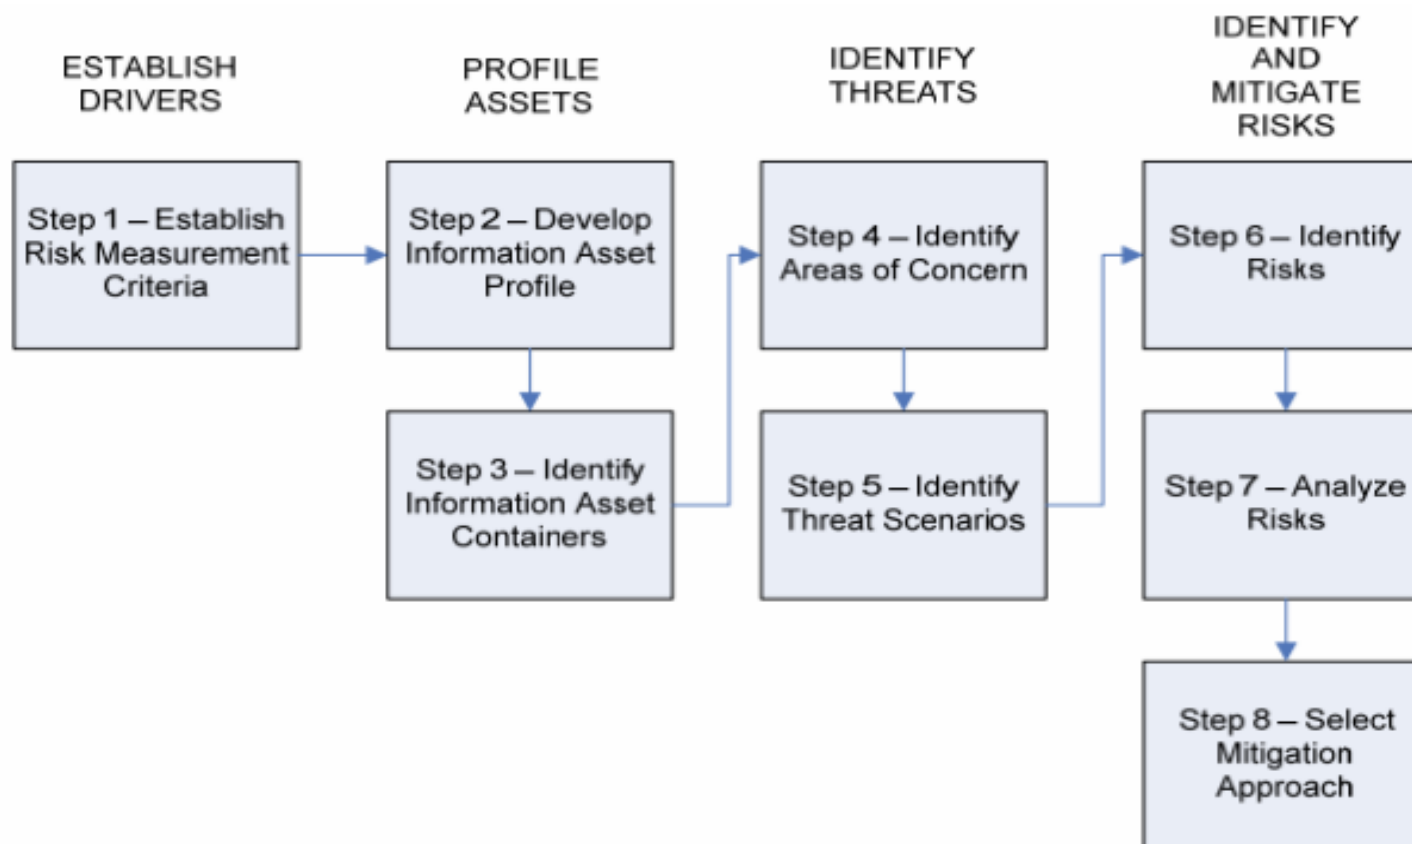 ESTABLISH
DRIVERS
PROFILE
ASSETS
IDENTIFY
THREATS
IDENTIFY
AND
MITIGATE
RISKS
Step 1 – Establish
Risk Measurement
Criteria
Step 2 – Develop
Information Asset
Profile
Step 3 – Identify
Information Asset
Containers
Step 4 – Identify
Areas of Concern
Step 5 – Identify
Threat Scenarios
Step 6 – Identify
Risks
Step 7 – Analyze
Risks
Step 8 – Select
Mitigation
Approach